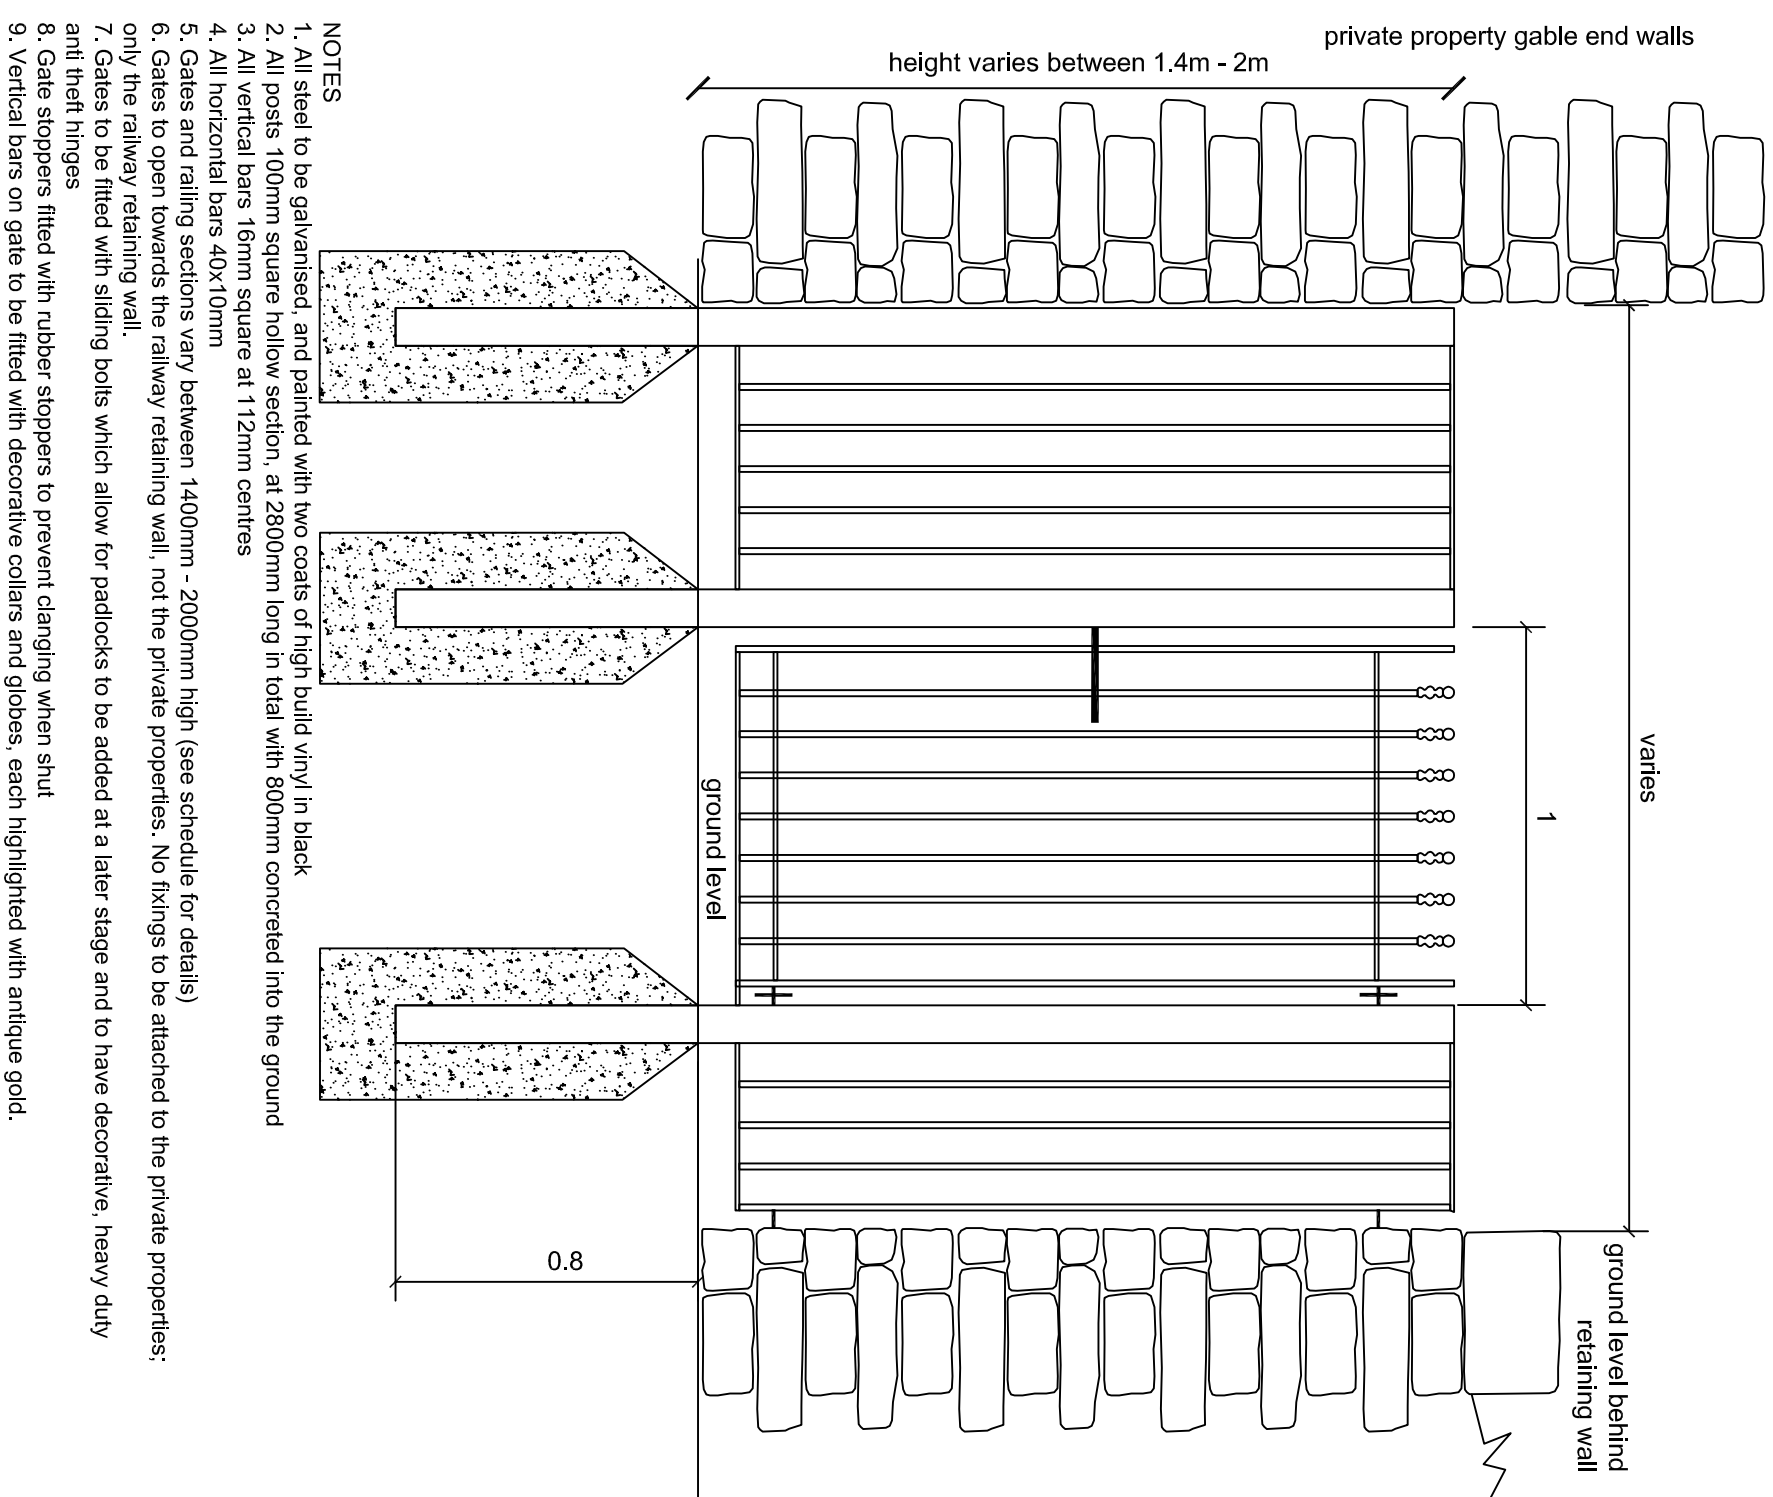 private property gable end walls
height varies between 1.4m - 2m
varies
1
ground level behind
retaining wall
ground level
0.8
NOTES
1. All steel to be galvanised, and painted with two coats of high build vinyl in black
2. All posts 100mm square hollow section, at 2800mm long in total with 800mm concreted into the ground
3. All vertical bars 16mm square at 112mm centres
4. All horizontal bars 40x10mm
5. Gates and railing sections vary between 1400mm - 2000mm high (see schedule for details)
6. Gates to open towards the railway retaining wall, not the private properties. No fixings to be attached to the private properties;
only the railway retaining wall.
7. Gates to be fitted with sliding bolts which allow for padlocks to be added at a later stage and to have decorative, heavy duty
anti theft hinges
8. Gate stoppers fitted with rubber stoppers to prevent clanging when shut
9. Vertical bars on gate to be fitted with decorative collars and globes, each highlighted with antique gold.